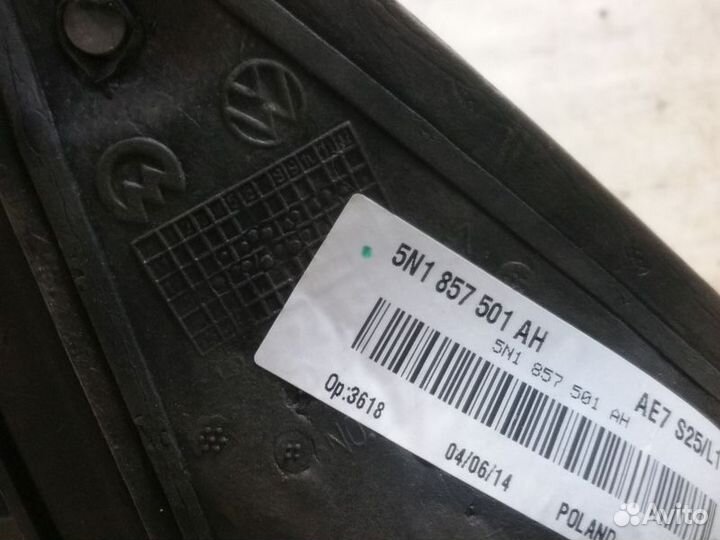 5N1 857 501 AH
5N1 857 501 AH
AE7 S25/L1
Op:3618
04/06/14
POLAND
Avito